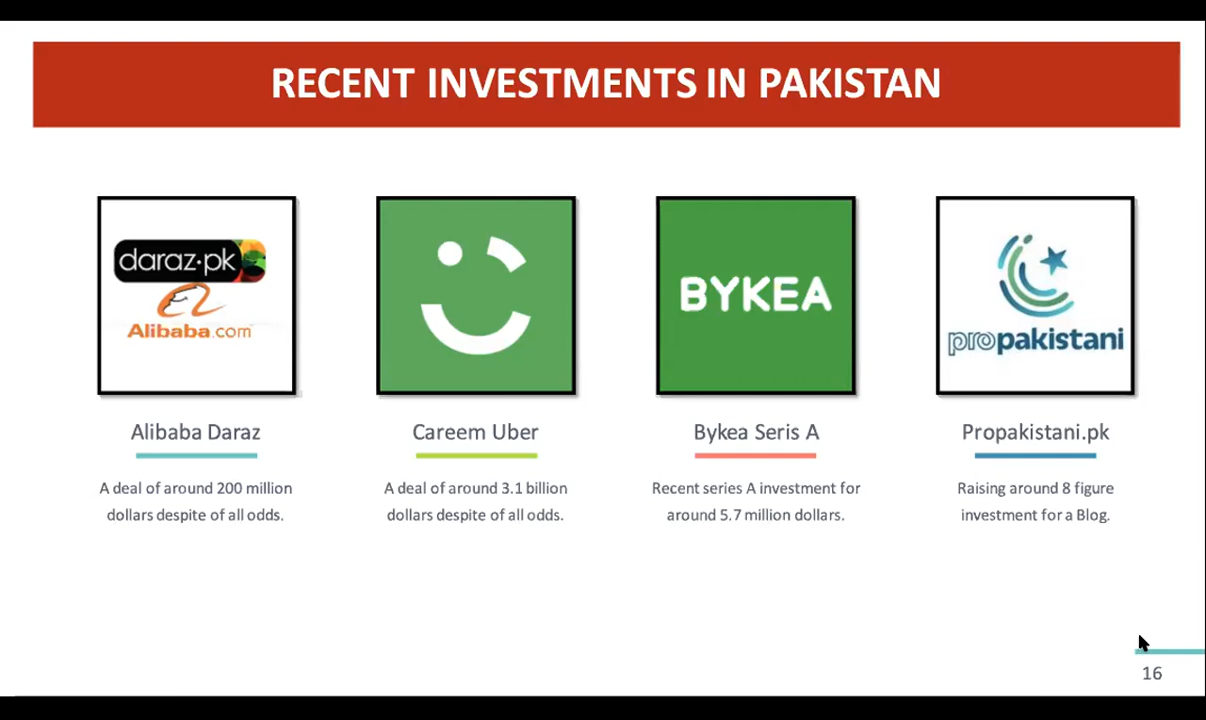 RECENT INVESTMENTS IN PAKISTAN
daraz.pk
Alibaba.com
BYKEA
propakistani
Alibaba Daraz
Careem Uber
Bykea Seris A
Propakistani.pk
A deal of around 200 million
dollars despite of all odds.
A deal of around 3.1 billion
dollars despite of all odds.
Recent series A investment for
around 5.7 million dollars.
Raising around 8 figure
investment for a Blog.
16